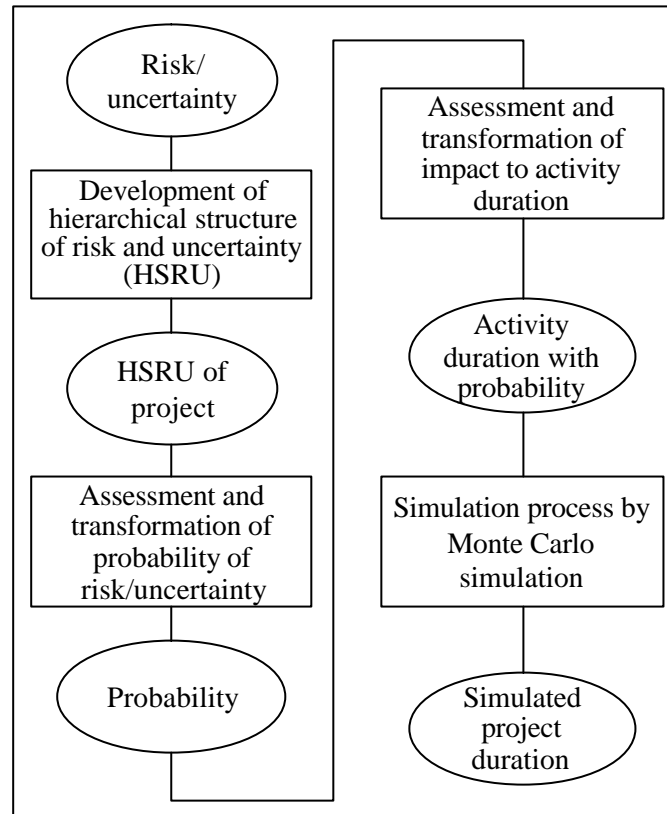 Risk/
uncertainty
Development of
hierarchical structure
of risk and uncertainty
(HSRU)
HSRU of
project
Assessment and
transformation of
probability of
risk/uncertainty
Probability
Assessment and
transformation of
impact to activity
duration
Activity
duration with
probability
Simulation process by
Monte Carlo
simulation
Simulated
project
duration